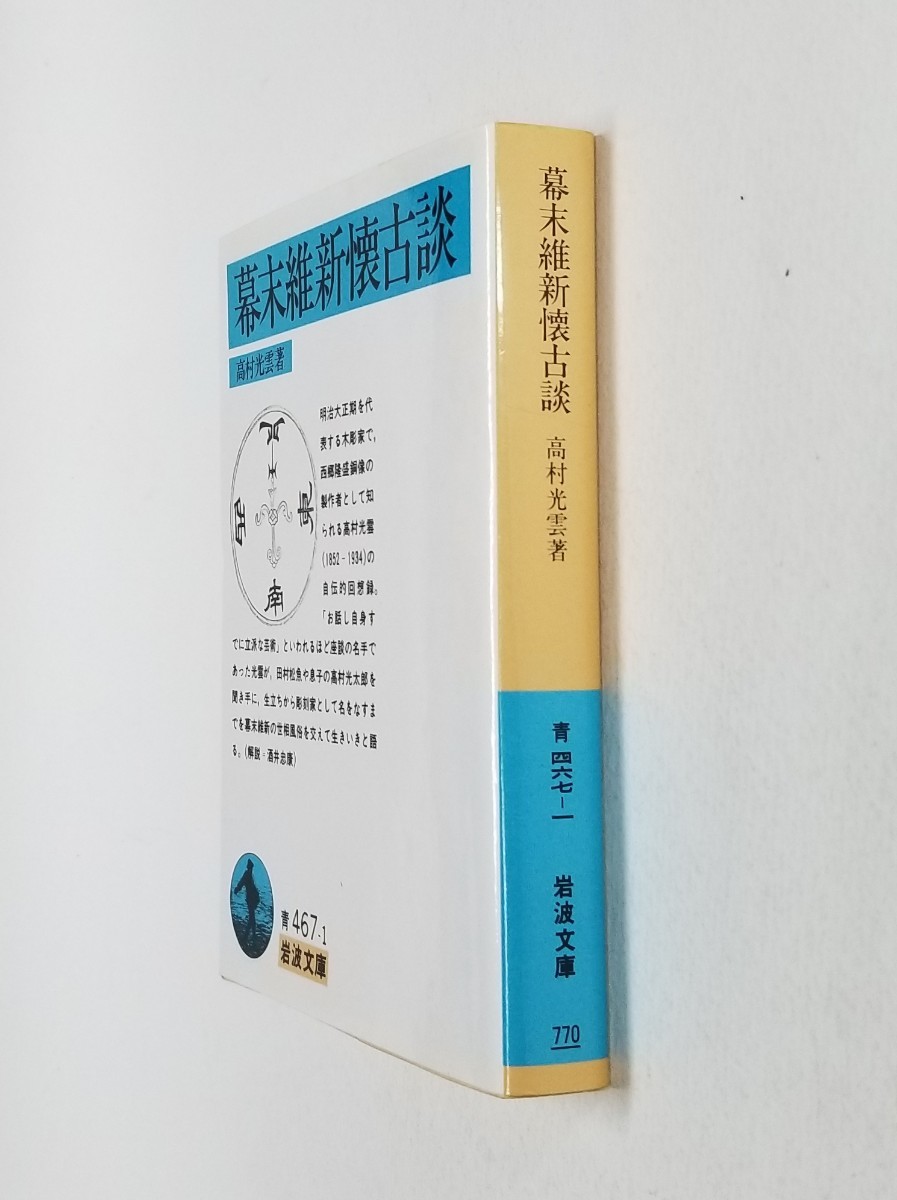 幕末維新懐古談
高村光雲著
明治大正期を代
表する木彫家で，
西郷隆盛銅像の
製作者として知
られる高村光雲
(1852-1934)の
自伝的回想録。
「お話し自身す
でに立派な芸術」といわれるほど座談の名手で
あった光雲が，田村松魚や息子の高村光太郎を
聞き手に，生立ちから彫刻家として名をなすま
でを幕末維新の世相風俗を交えて生きいきと語
る。(解説=酒井忠康)
青 467-1
岩波文庫
幕末維新懐古談
高村光雲著
青 四六七-一
岩波文庫
770